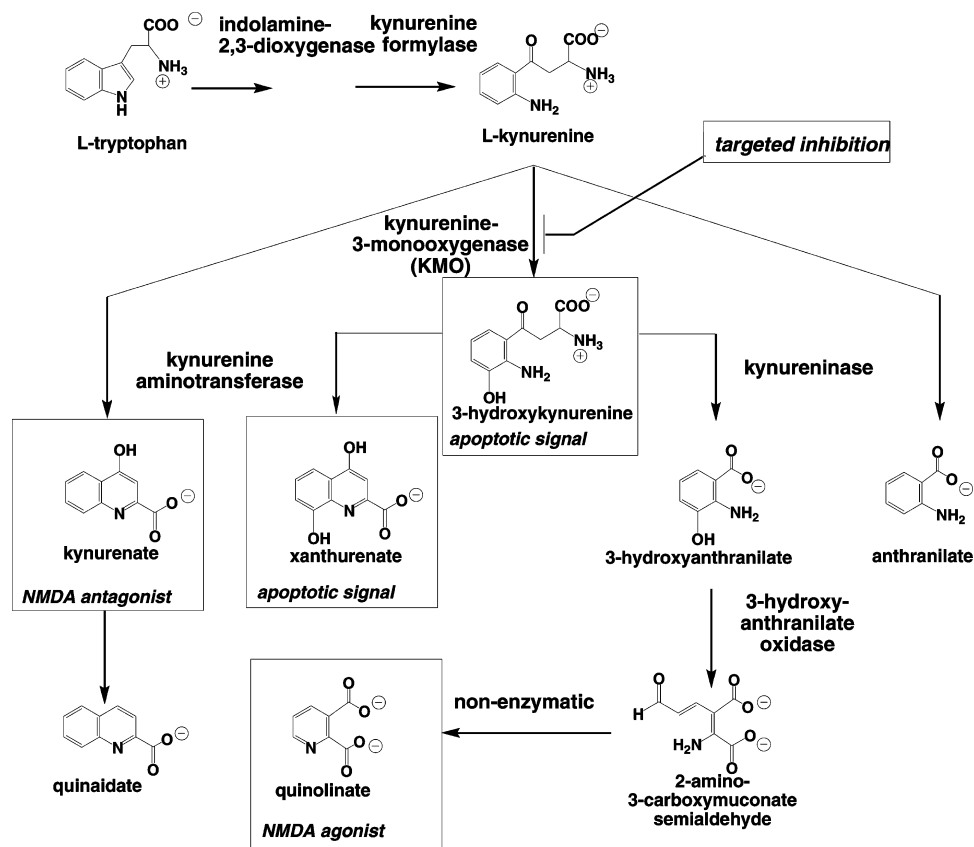 COO ⊖
NH3
⊕
N
H
L-tryptophan
indolamine-
2,3-dioxygenase
kynurenine
formylase
O
COO ⊖
NH3
⊕
NH2
L-kynurenine
targeted inhibition
kynurenine-
3-monooxygenase
(KMO)
O
COO ⊖
NH3
⊕
NH2
OH
3-hydroxykynurenine
apoptotic signal
kynurenine
aminotransferase
kynureninase
OH
N
O ⊖
O
kynurenate
NMDA antagonist
OH
N
O ⊖
OH
O
xanthurenate
apoptotic signal
O
O ⊖
NH2
OH
3-hydroxyanthranilate
O
O ⊖
NH2
anthranilate
3-hydroxy-
anthranilate
oxidase
N
O ⊖
O
quinaidate
O
O ⊖
N
O ⊖
O
quinolinate
NMDA agonist
non-enzymatic
O
H
O
O ⊖
H2N
O ⊖
O
2-amino-
3-carboxymuconate
semialdehyde